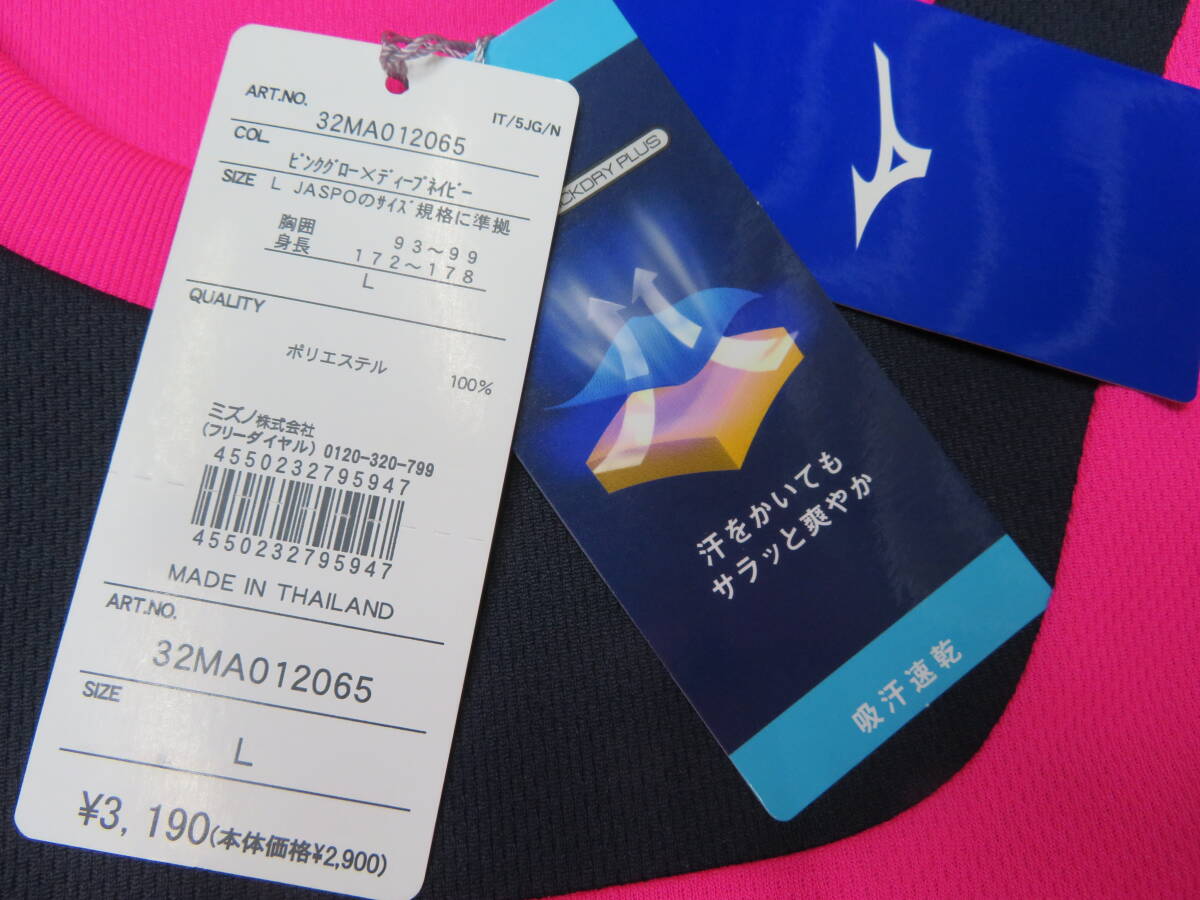 ART.NO.
32MA012065
IT/5JG/N
COL.
ピンクグロー×ディープネイビー
SIZE L JASPOのサイズ規格に準拠
胸囲 93〜99
身長 172〜178
L
QUALITY
ポリエステル 100%
ミズノ株式会社
(フリーダイヤル) 0120-320-799
4550232795947
4550232795947
MADE IN THAILAND
ART.NO.
32MA012065
SIZE
L
¥3,190(本体価格¥2,900)
CKDRY PLUS
汗をかいても
サラッと爽やか
吸汗速乾